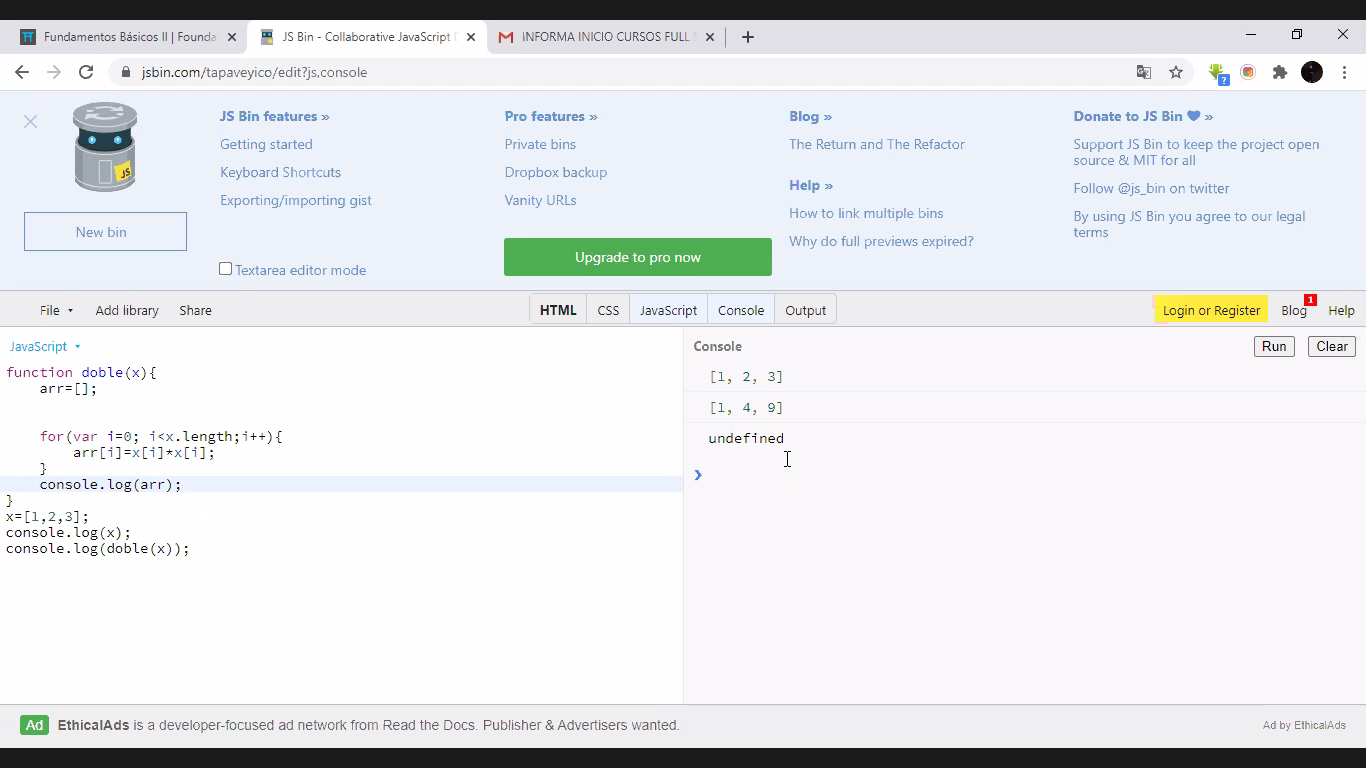 Fundamentos Básicos II | Founda
JS Bin - Collaborative JavaScript
INFORMA INICIO CURSOS FULL
jsbin.com/tapaveyico/edit?js,console
JS Bin features »
Getting started
Keyboard Shortcuts
Exporting/importing gist
Textarea editor mode
New bin
JS
Pro features »
Private bins
Dropbox backup
Vanity URLs
Upgrade to pro now
Blog »
The Return and The Refactor
Help »
How to link multiple bins
Why do full previews expired?
Donate to JS Bin ♥ »
Support JS Bin to keep the project open
source & MIT for all
Follow @js_bin on twitter
By using JS Bin you agree to our legal
terms
File Add library Share HTML CSS JavaScript Console Output Login or Register Blog 1 Help
JavaScript
function doble(x){
    arr=[];
    for(var i=0; i<x.length;i++){
        arr[i]=x[i]*x[i];
    }
    console.log(arr);
}
x=[1,2,3];
console.log(x);
console.log(doble(x));
Console Run Clear
[1, 2, 3]
[1, 4, 9]
undefined
Ad EthicalAds is a developer-focused ad network from Read the Docs. Publisher & Advertisers wanted.
Ad by EthicalAds